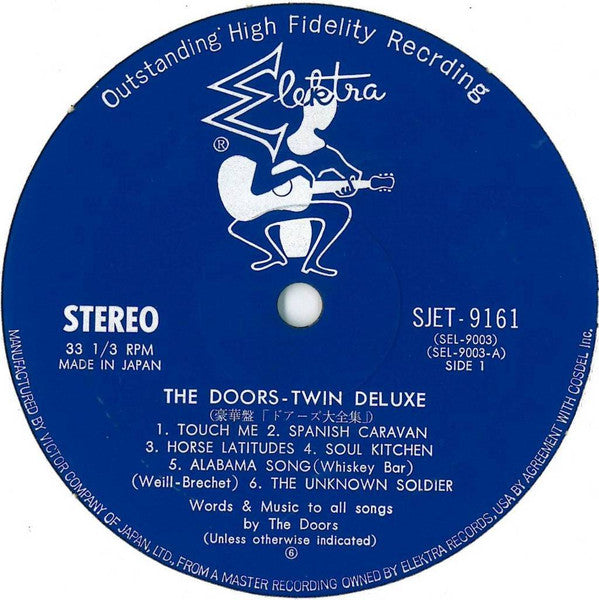 Outstanding High Fidelity Recrding
Elektra
®
STEREO
33 1/3 RPM
MADE IN JAPAN
SJET-9161
(SEL-9003)
(SEL-9003-A)
SIDE 1
THE DOORS-TWIN DELUXE
(豪華盤「ドアーズ大全集」)
1. TOUCH ME 2. SPANISH CARAVAN
3. HORSE LATITUDES 4. SOUL KITCHEN
5. ALABAMA SONG (Whiskey Bar)
(Weill-Brechet) 6. THE UNKNOWN SOLDIER
Words & Music to all songs
by The Doors
(Unless otherwise indicated)
⑥
MANUFACTURED BY VICTOR COMPANY OF JAPAN, LTD., FROM A MASTER RECORDING OWNED BY ELEKTRA RECORDS, USA BY AGREEMENT WITH COSDEL Inc.